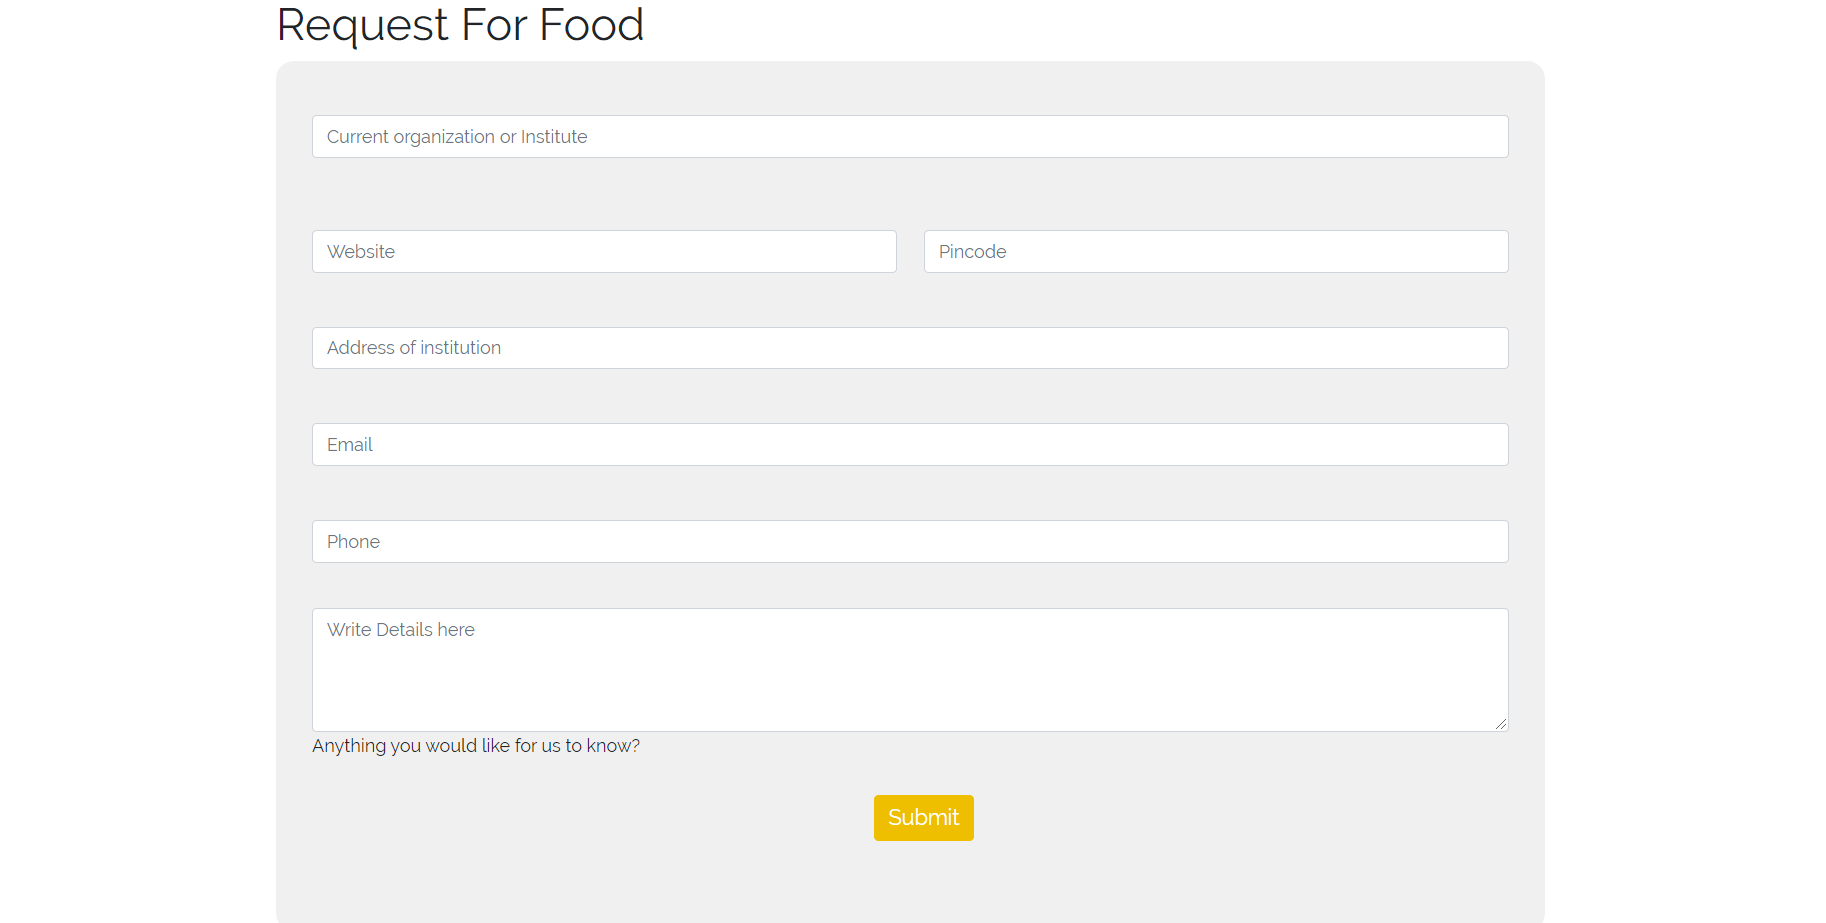 Request For Food
Current organization or Institute
Website
Pincode
Address of institution
Email
Phone
Write Details here
Anything you would like for us to know?
Submit